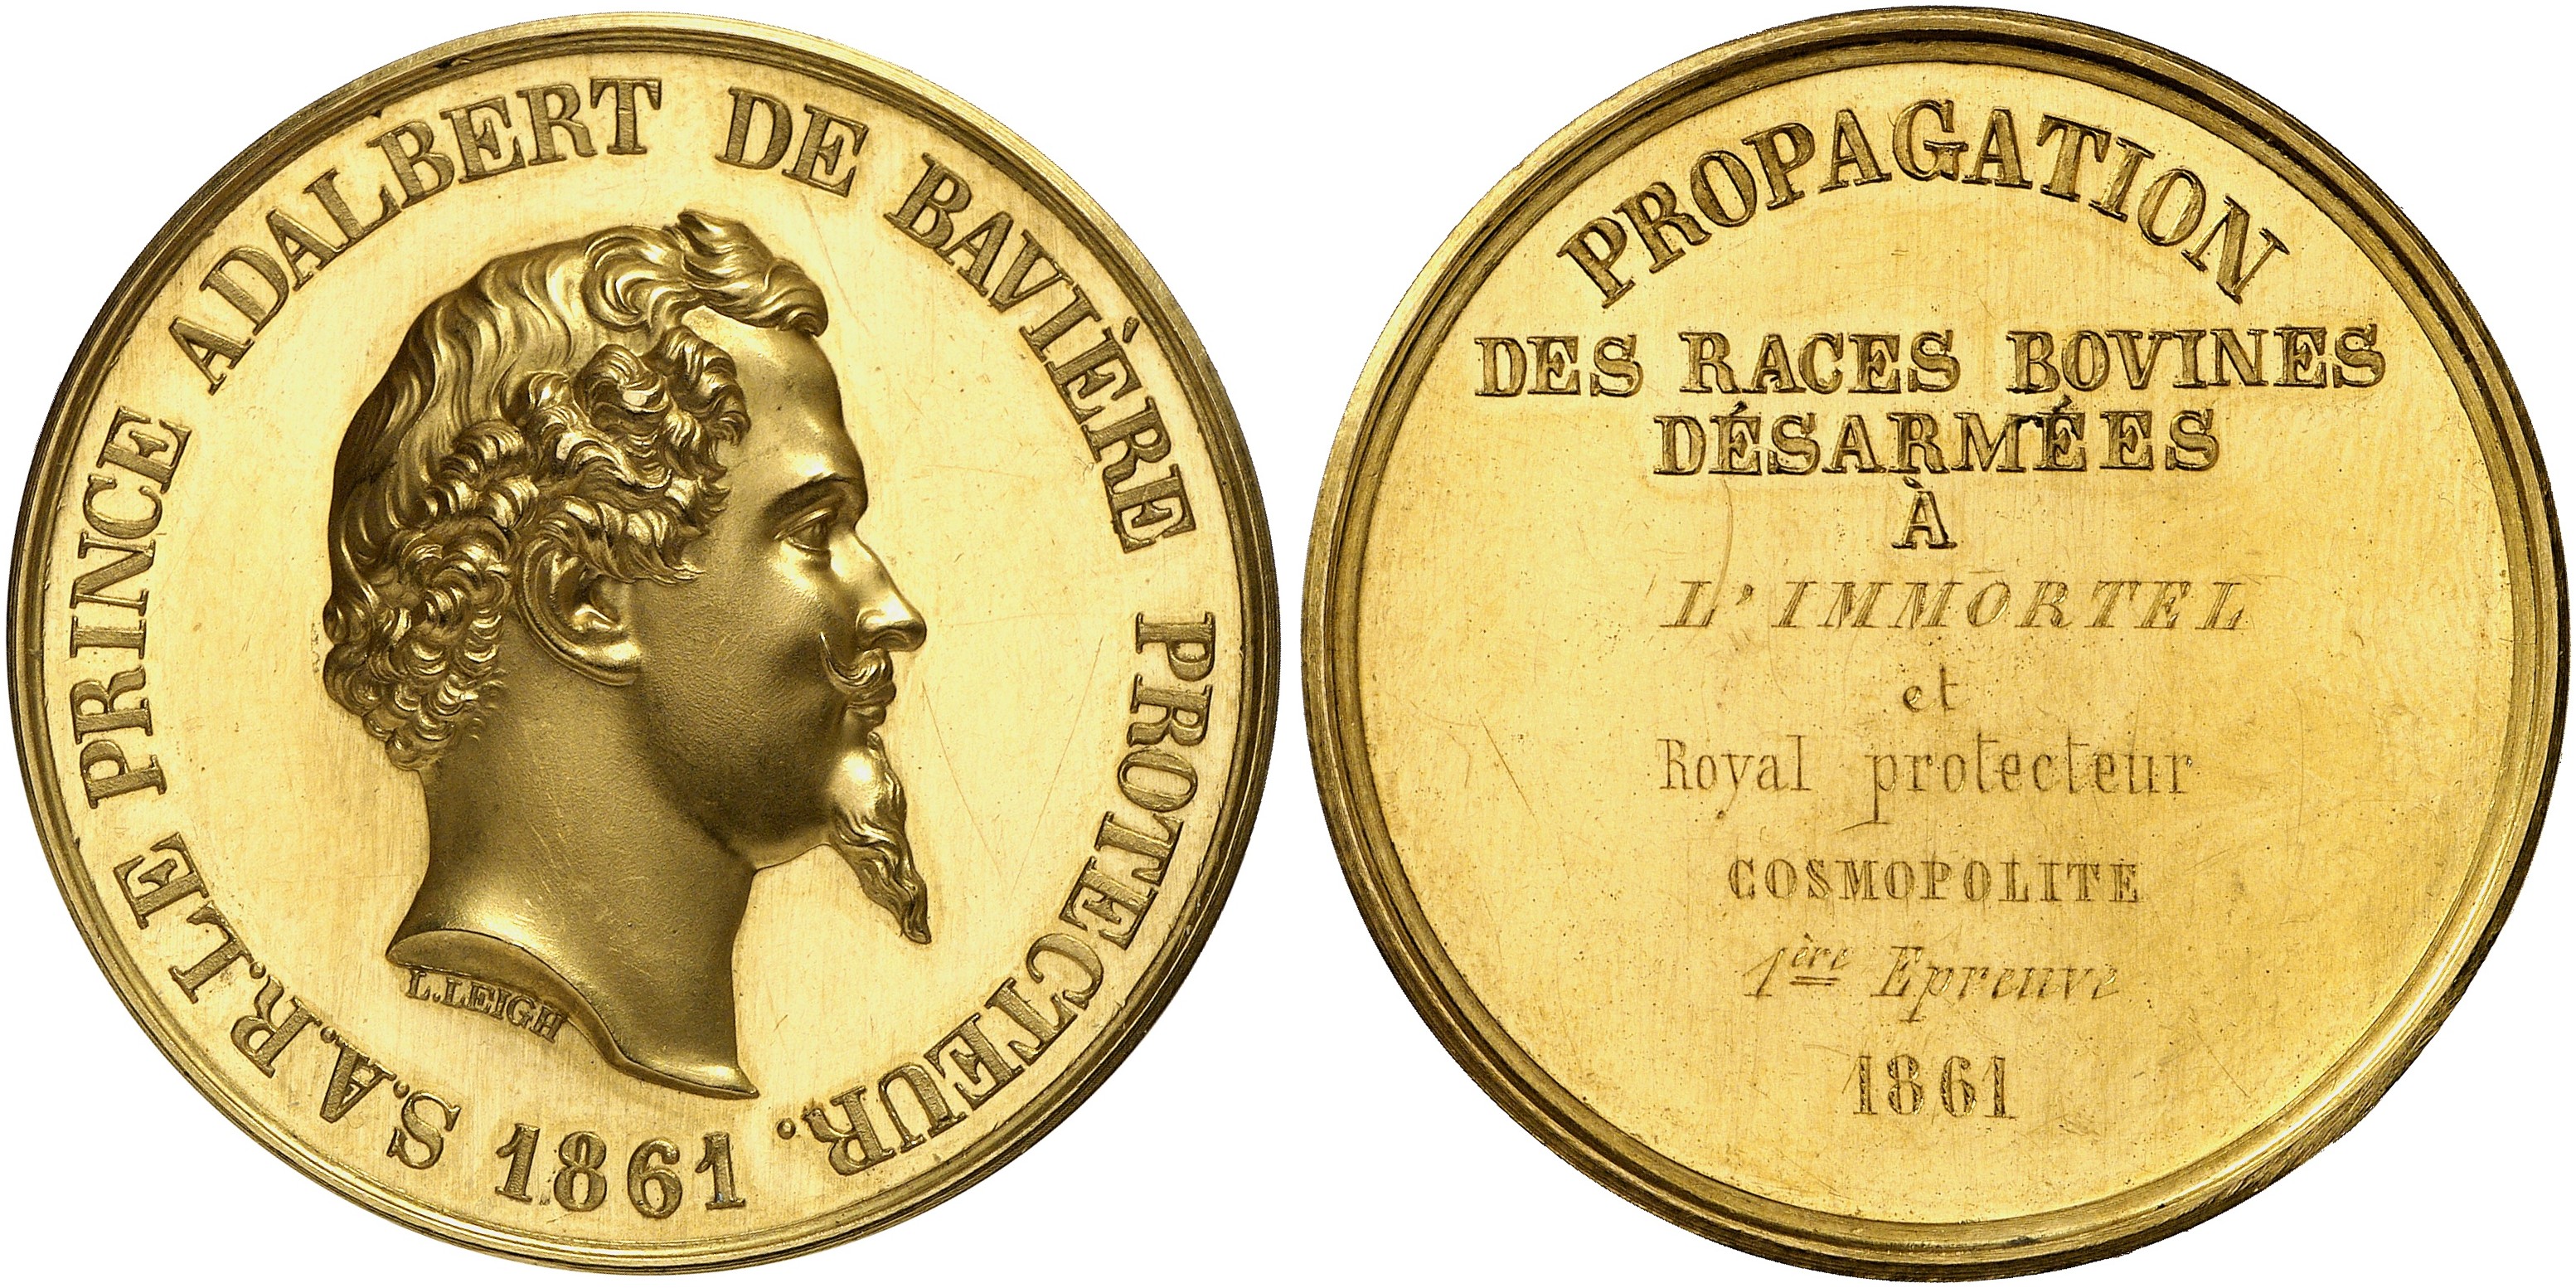 S.A.R.LE PRINCE ADALBERT DE BAVIÈRE PROTECTEUR.
1861
L.LEIGH
PROPAGATION
DES RACES BOVINES
DÉSARMÉES
À
L'IMMORTEL
et
Royal protecteur
COSMOPOLITE
1ère Epreuve
1861